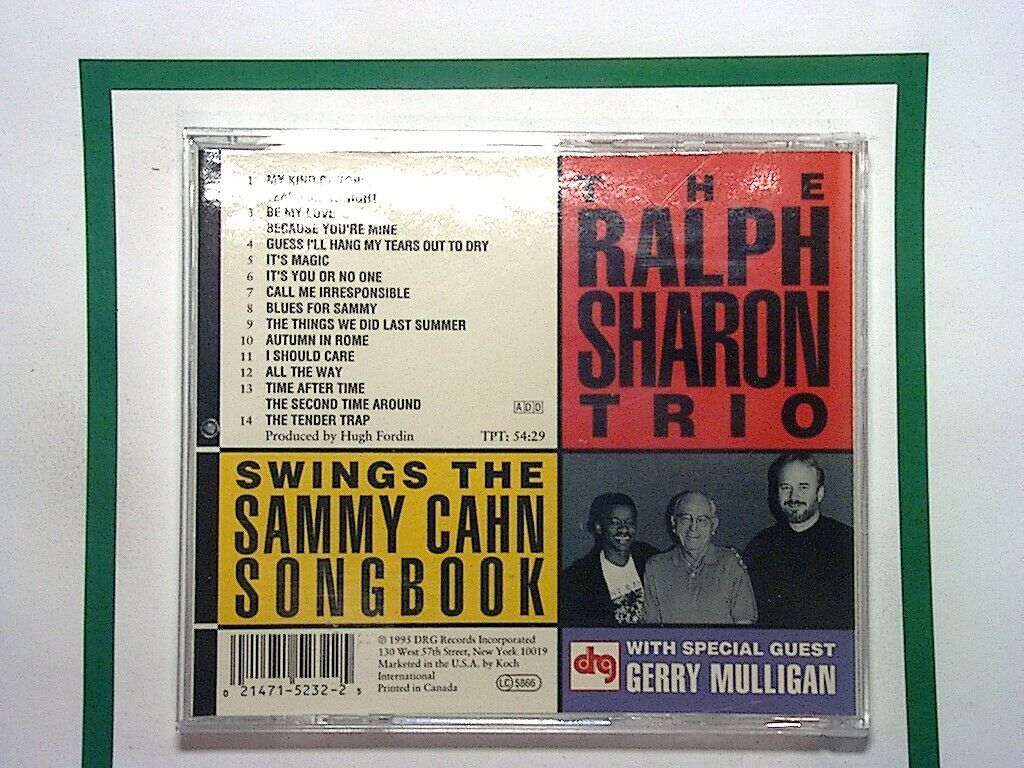 1 MY KIND
3 BE MY LOVE
BECAUSE YOU'RE MINE
4 GUESS I'LL HANG MY TEARS OUT TO DRY
5 IT'S MAGIC
6 IT'S YOU OR NO ONE
7 CALL ME IRRESPONSIBLE
8 BLUES FOR SAMMY
9 THE THINGS WE DID LAST SUMMER
10 AUTUMN IN ROME
11 I SHOULD CARE
12 ALL THE WAY
13 TIME AFTER TIME
THE SECOND TIME AROUND
ADD
14 THE TENDER TRAP
Produced by Hugh Fordin TPT: 54:29
THE
RALPH
SHARON
TRIO
SWINGS THE
SAMMY CAHN
SONGBOOK
0 21471-5232-2 5
℗ 1995 DRG Records Incorporated
130 West 57th Street, New York 10019
Marketed in the U.S.A. by Koch
International
Printed in Canada
LC 5866
drg
WITH SPECIAL GUEST
GERRY MULLIGAN